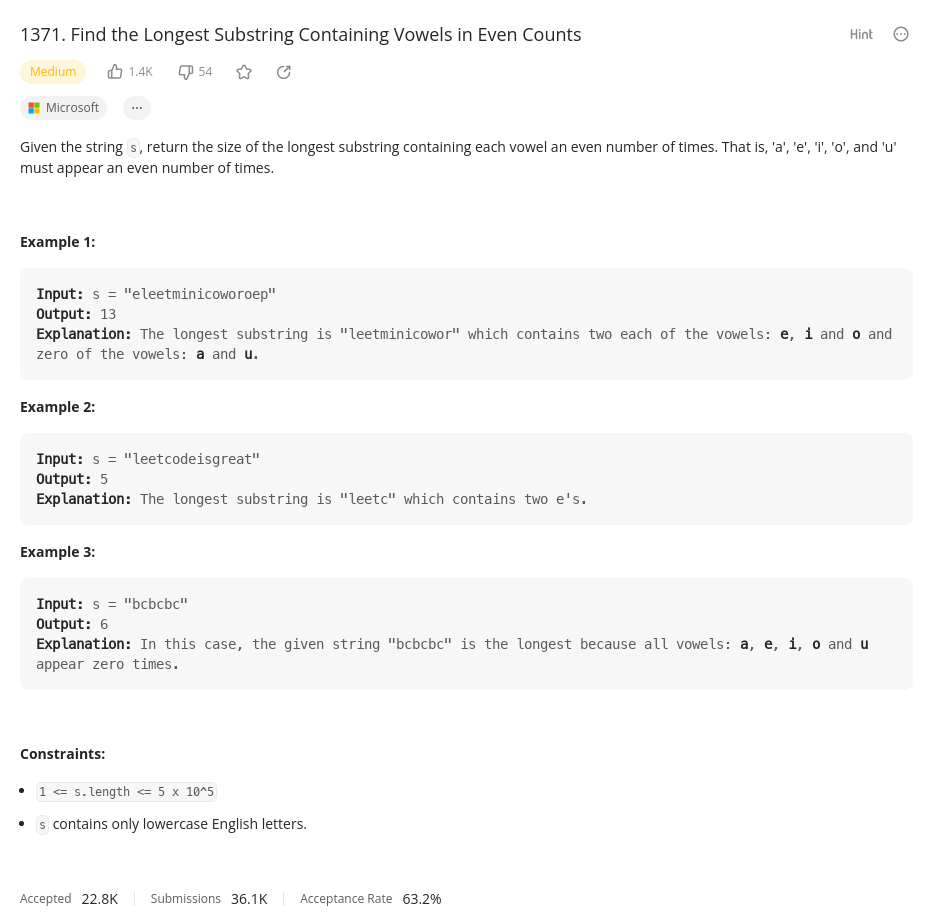 1371. Find the Longest Substring Containing Vowels in Even Counts
Hint
Medium 1.4K 54
Microsoft ...
Given the string s, return the size of the longest substring containing each vowel an even number of times. That is, 'a', 'e', 'i', 'o', and 'u'
must appear an even number of times.
Example 1:
Input: s = "eleetminicoworoep"
Output: 13
Explanation: The longest substring is "leetminicowor" which contains two each of the vowels: e, i and o and
zero of the vowels: a and u.
Example 2:
Input: s = "leetcodeisgreat"
Output: 5
Explanation: The longest substring is "leetc" which contains two e's.
Example 3:
Input: s = "bcbcbc"
Output: 6
Explanation: In this case, the given string "bcbcbc" is the longest because all vowels: a, e, i, o and u
appear zero times.
Constraints:
• 1 <= s.length <= 5 x 10^5
• s contains only lowercase English letters.
Accepted 22.8K Submissions 36.1K Acceptance Rate 63.2%